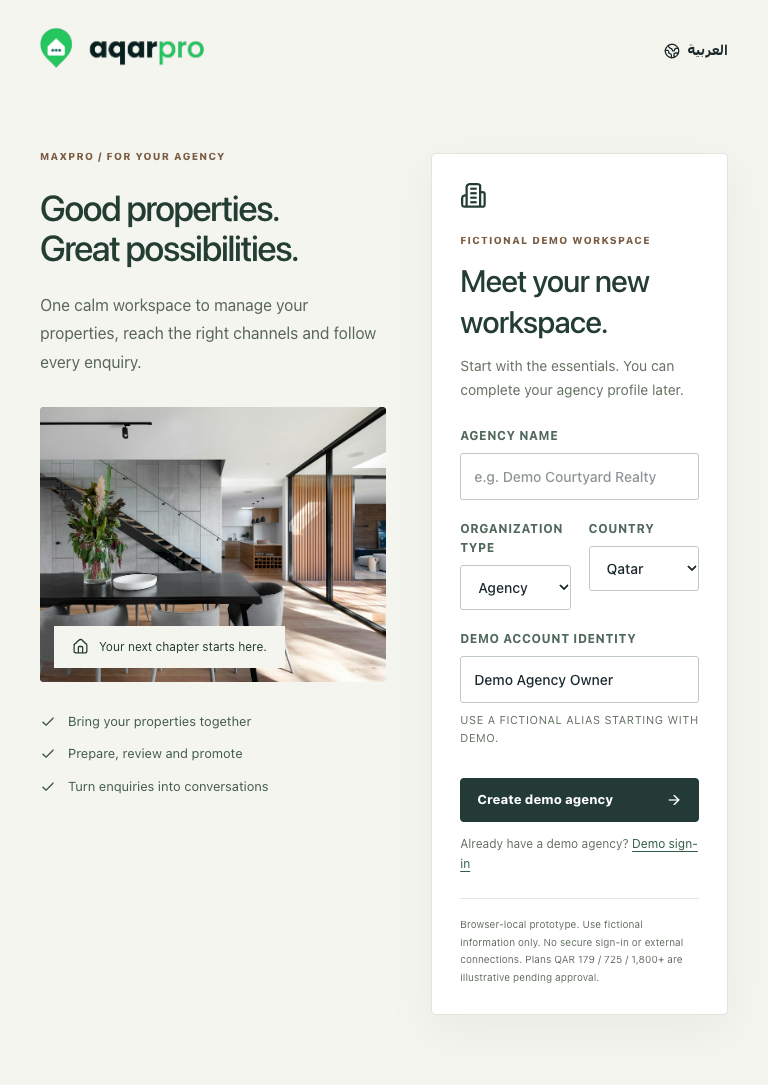 aqarpro
العربية
MAXPRO / FOR YOUR AGENCY
Good properties.
Great possibilities.
One calm workspace to manage your
properties, reach the right channels and follow
every enquiry.
Your next chapter starts here.
Bring your properties together
Prepare, review and promote
Turn enquiries into conversations
FICTIONAL DEMO WORKSPACE
Meet your new
workspace.
Start with the essentials. You can
complete your agency profile later.
AGENCY NAME
e.g. Demo Courtyard Realty
ORGANIZATION
TYPE
Agency
COUNTRY
Qatar
DEMO ACCOUNT IDENTITY
Demo Agency Owner
USE A FICTIONAL ALIAS STARTING WITH
DEMO.
Create demo agency
Already have a demo agency? Demo sign-
in
Browser-local prototype. Use fictional
information only. No secure sign-in or external
connections. Plans QAR 179 / 725 / 1,800+ are
illustrative pending approval.